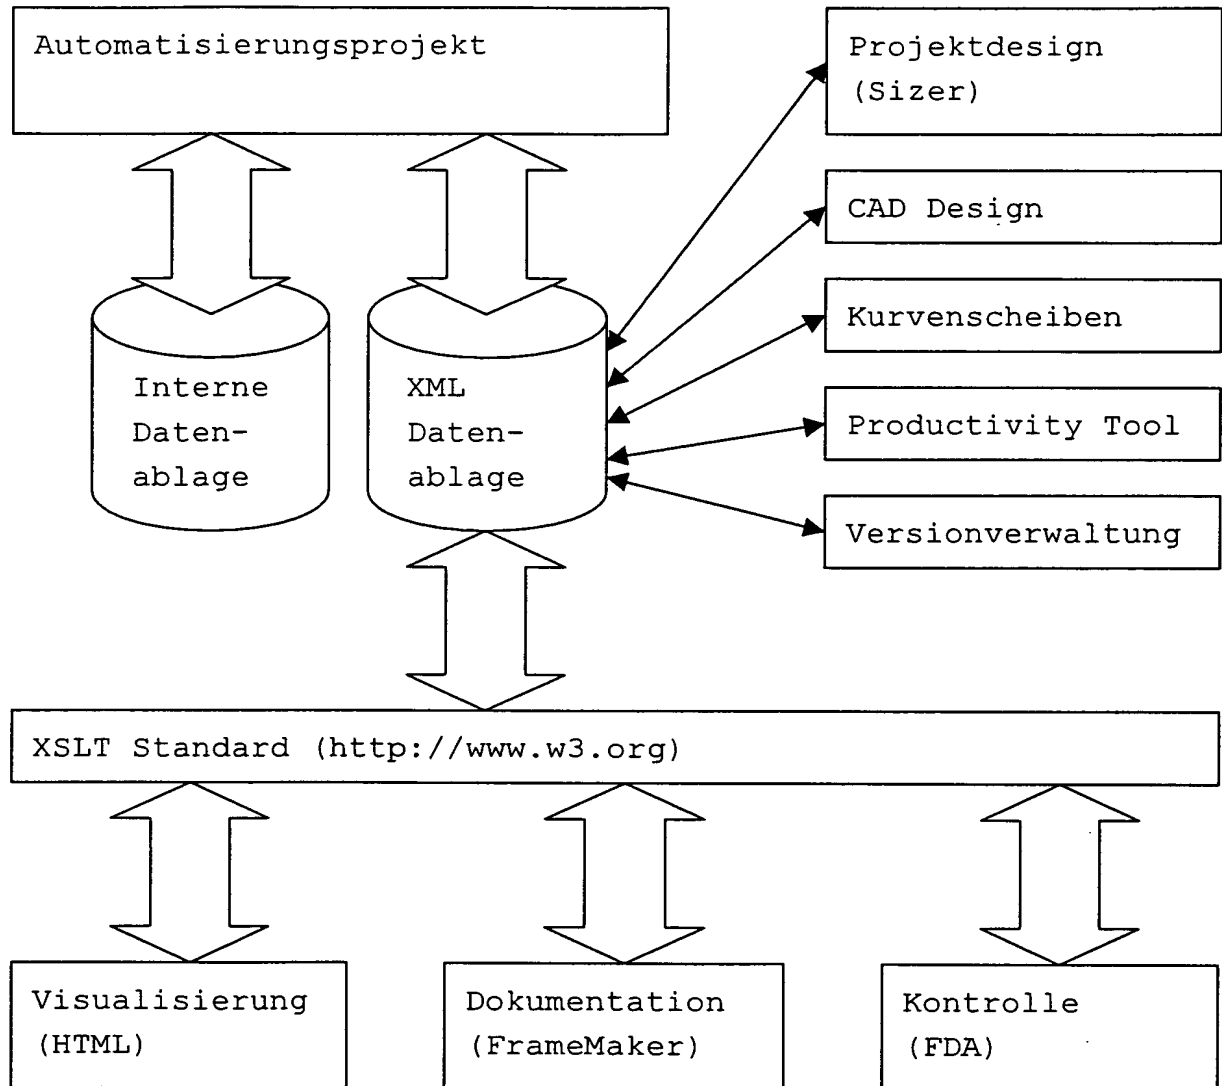 Automatisierungsprojekt
Projektdesign
(Sizer)
CAD Design
Kurvenscheiben
Productivity Tool
Versionverwaltung
Interne
Daten-
ablage
XML
Daten-
ablage
XSLT Standard (http://www.w3.org)
Visualisierung
(HTML)
Dokumentation
(FrameMaker)
Kontrolle
(FDA)